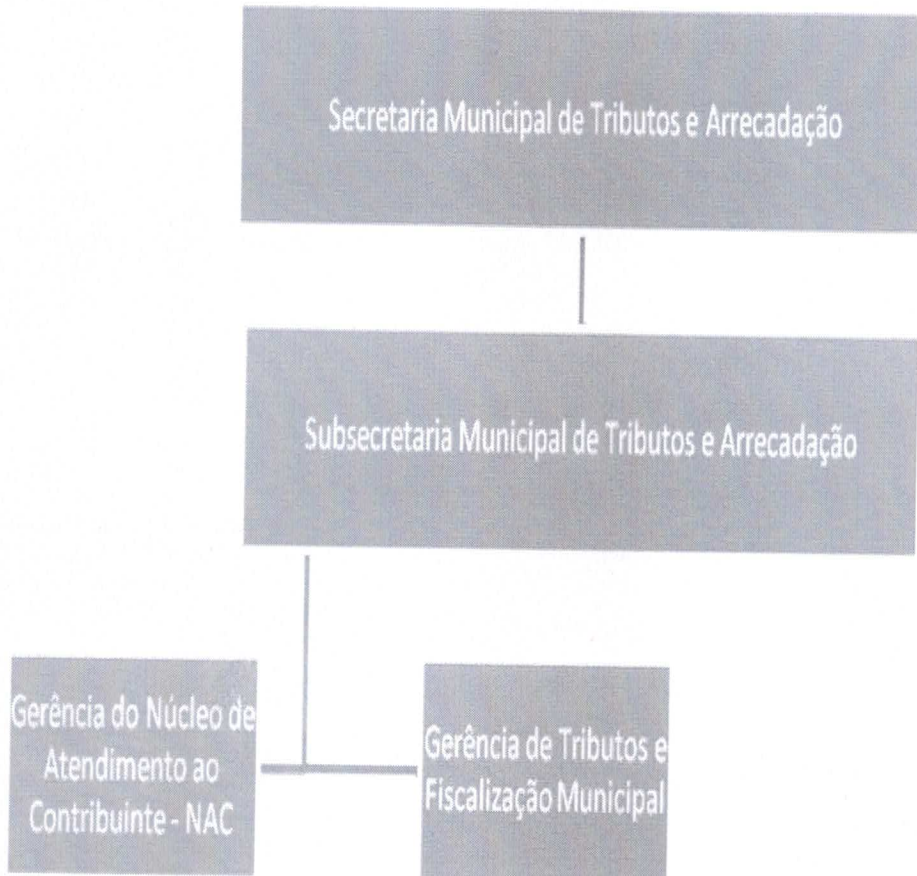 Secretaria Municipal de Tributos e Arrecadação
Subsecretaria Municipal de Tributos e Arrecadação
Gerência do Núcleo de
Atendimento ao
Contribuinte - NAC
Gerência de Tributos e
Fiscalização Municipal